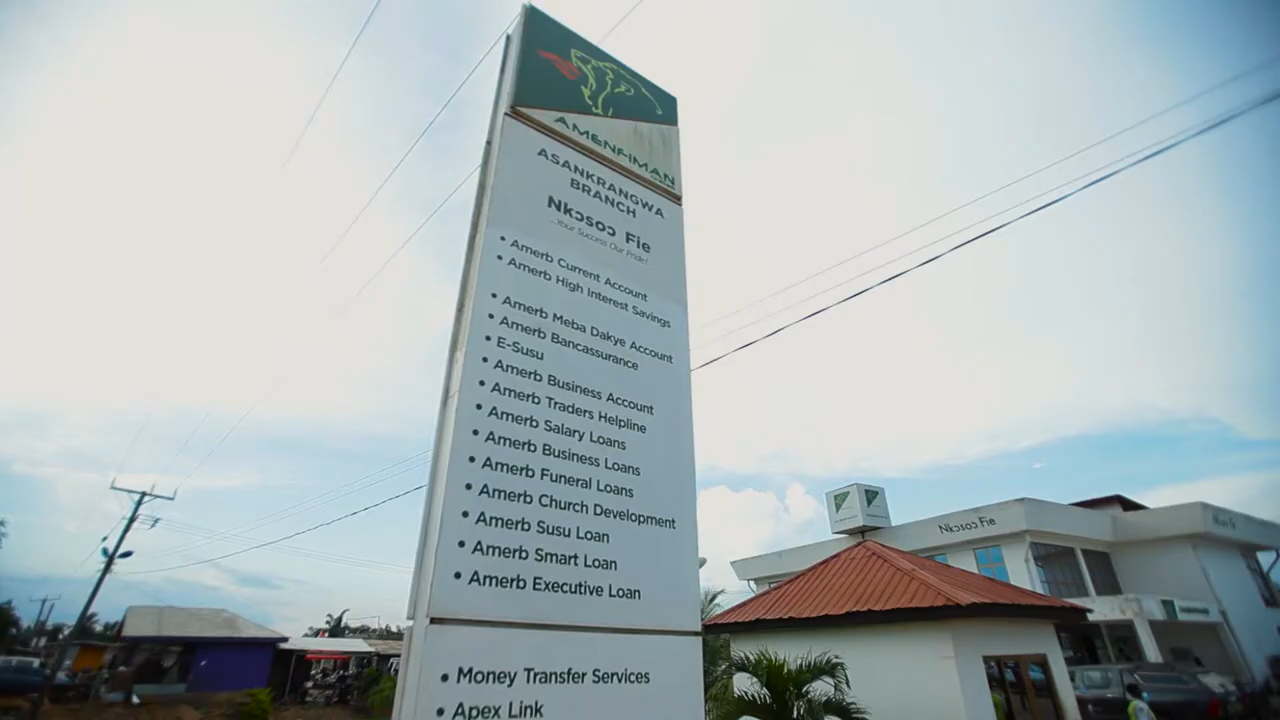 AMENFIMAN
ASANKRANGWA
BRANCH
Nkɔsoɔ Fie
...Your Success Our Pride!
• Amerb Current Account
• Amerb High Interest Savings
• Amerb Meba Dakye Account
• Amerb Bancassurance
• E-Susu
• Amerb Business Account
• Amerb Traders Helpline
• Amerb Salary Loans
• Amerb Business Loans
• Amerb Funeral Loans
• Amerb Church Development
• Amerb Susu Loan
• Amerb Smart Loan
• Amerb Executive Loan
• Money Transfer Services
• Apex Link
Nkɔsoɔ Fie